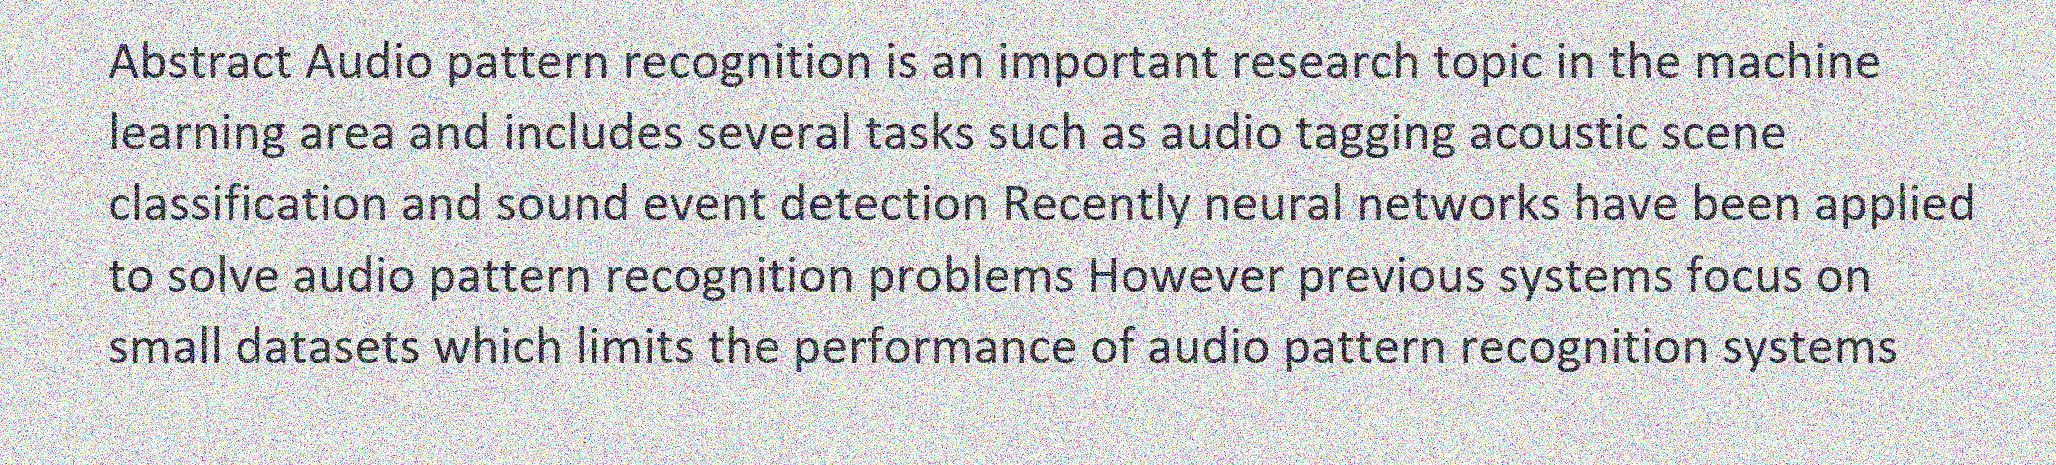 Abstract Audio pattern recognition is an important research topic in the machine
learning area and includes several tasks such as audio tagging acoustic scene
classification and sound event detection Recently neural networks have been applied
to solve audio pattern recognition problems However previous systems focus on
small datasets which limits the performance of audio pattern recognition systems